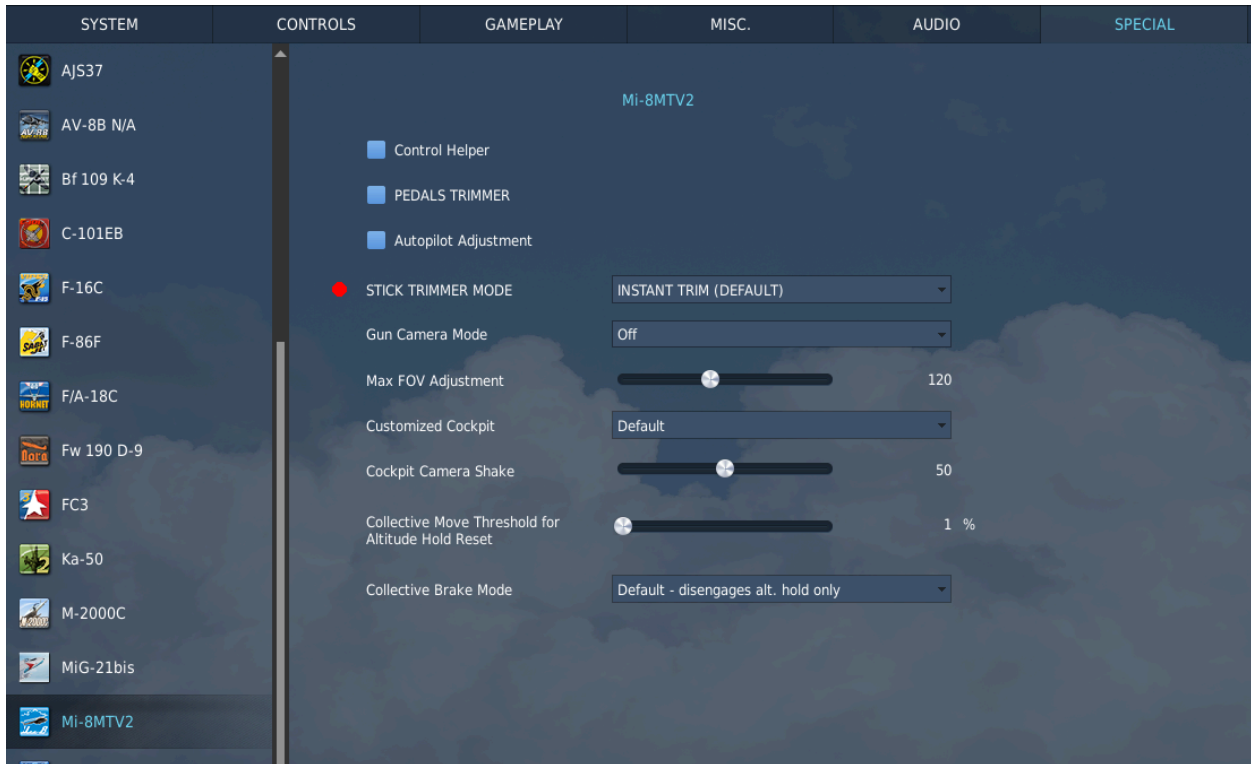 SYSTEM CONTROLS GAMEPLAY MISC. AUDIO SPECIAL
AJS37
AV-8B N/A
Bf 109 K-4
C-101EB
F-16C
F-86F
F/A-18C
Fw 190 D-9
FC3
Ka-50
M-2000C
MiG-21bis
Mi-8MTV2
Mi-8MTV2
Control Helper
PEDALS TRIMMER
Autopilot Adjustment
STICK TRIMMER MODE INSTANT TRIM (DEFAULT)
Gun Camera Mode Off
Max FOV Adjustment 120
Customized Cockpit Default
Cockpit Camera Shake 50
Collective Move Threshold for
Altitude Hold Reset 1 %
Collective Brake Mode Default - disengages alt. hold only